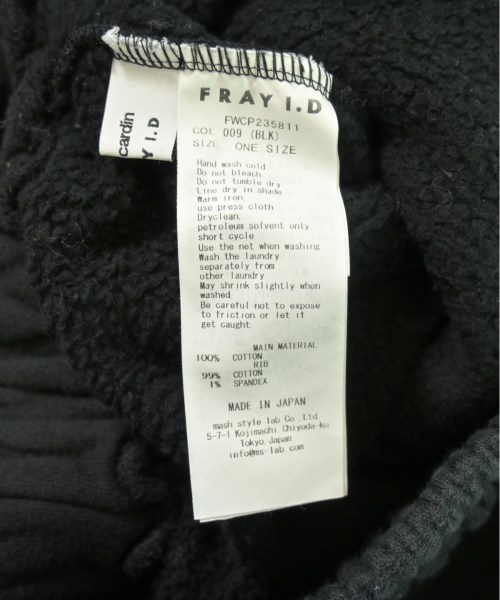 cardin
Y I.D
FRAY I.D
FWCP235811
COL 009 (BLK)
SIZE ONE SIZE
Hand wash cold
Do not bleach
Do not tumble dry
Line dry in shade
Warm iron,
use press cloth
Dryclean,
petroleum solvent only
short cycle
Use the net when washing
Wash the laundry
separately from
other laundry
May shrink slightly when
washed
Be careful not to expose
to friction or let it
get caught.
MAIN MATERIAL
100% COTTON
RIB
99% COTTON
1% SPANDEX
MADE IN JAPAN
mash style lab Co.,Ltd.
5-7-1 Kojimachi Chiyoda-ku
Tokyo,Japan
info@ms-lab.com